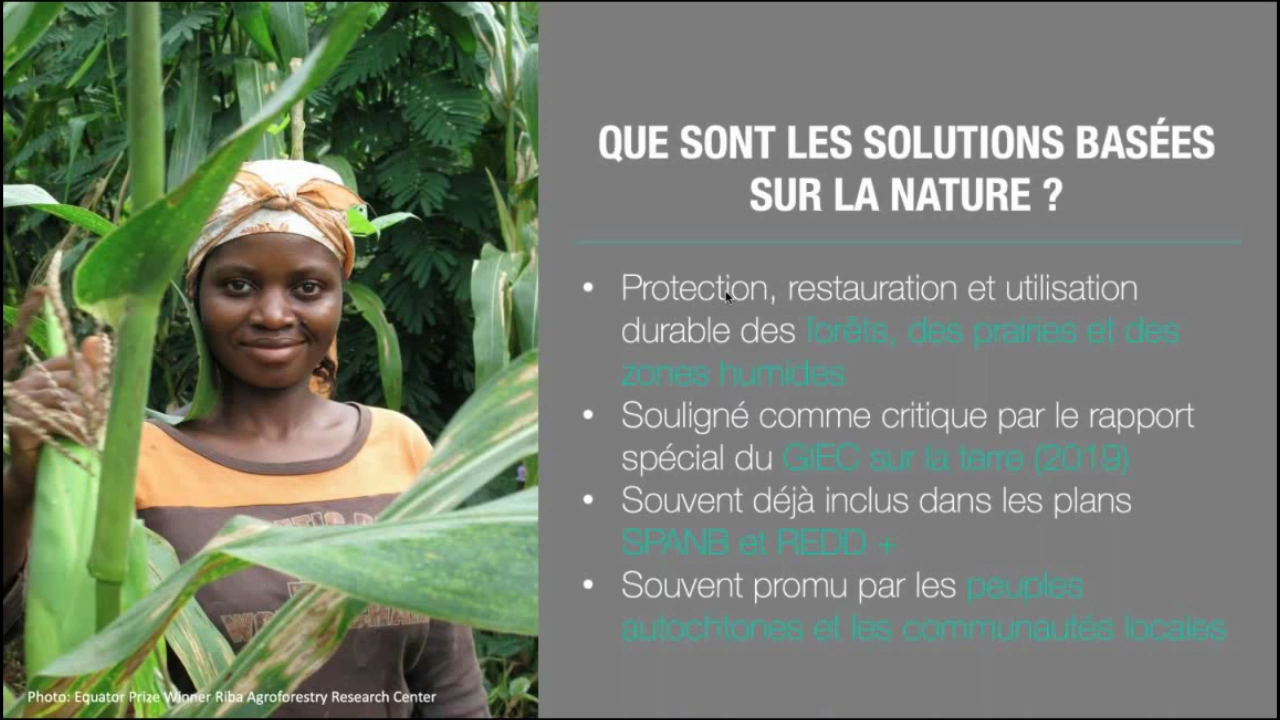 QUE SONT LES SOLUTIONS BASÉES
SUR LA NATURE ?
• Protection, restauration et utilisation
durable des forêts, des prairies et des
zones humides
• Souligné comme critique par le rapport
spécial du GIEC sur la terre (2019)
• Souvent déjà inclus dans les plans
SPANB et REDD +
• Souvent promu par les peuples
autochtones et les communautés locales
Photo: Equator Prize Winner Riba Agroforestry Research Center